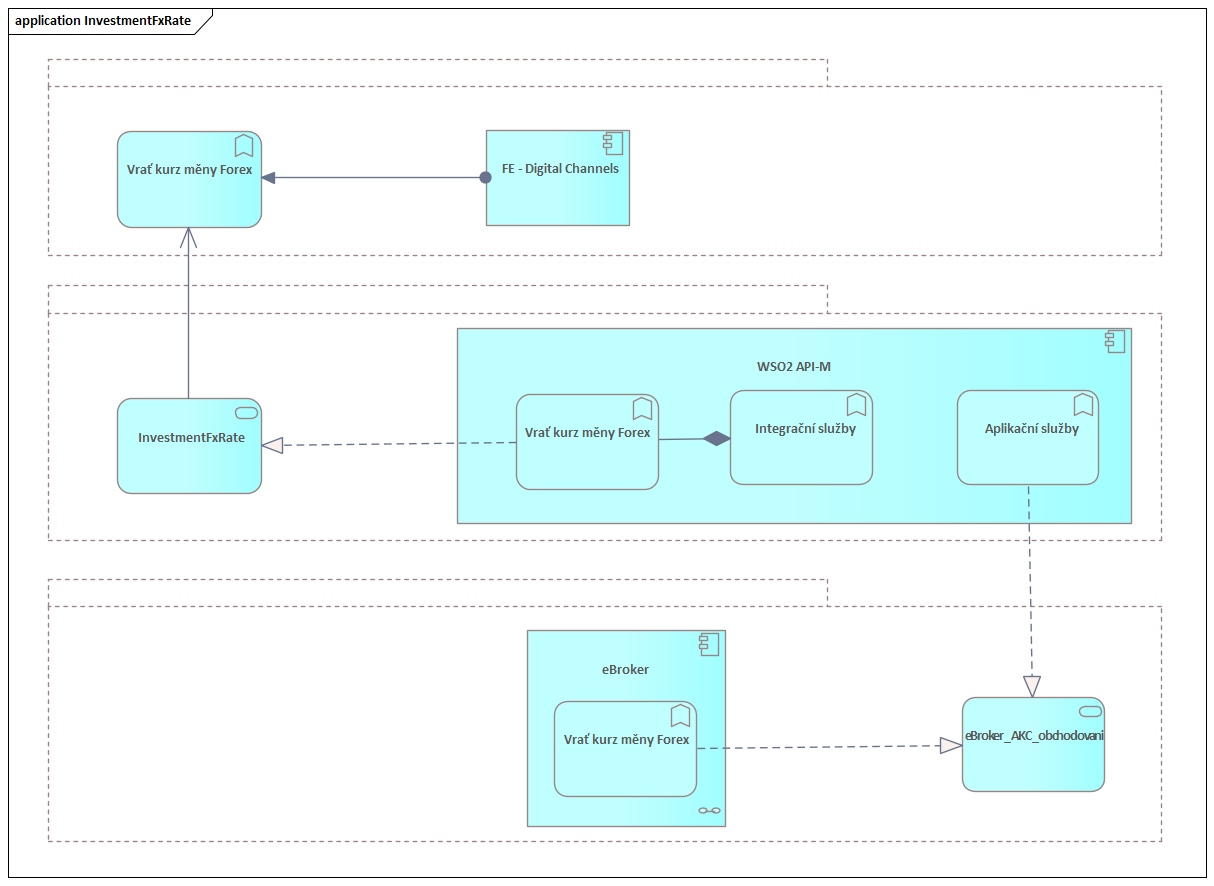 application InvestmentFxRate
Vrať kurz měny Forex
FE - Digital Channels
WSO2 API-M
InvestmentFxRate
Vrať kurz měny Forex
Integrační služby
Aplikační služby
eBroker
Vrať kurz měny Forex
eBroker_AKC_obchodovani